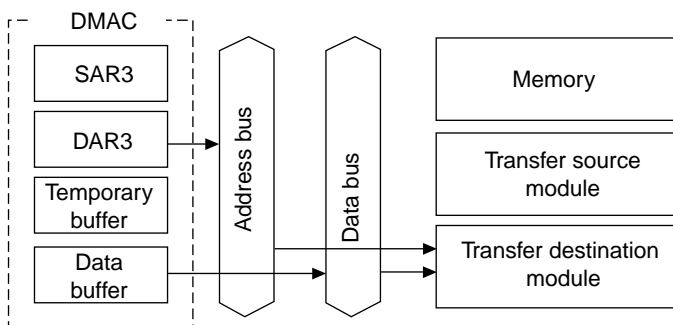 DMAC
SAR3
DAR3
Temporary
buffer
Data
buffer
Address bus
Data bus
Memory
Transfer source
module
Transfer destination
module